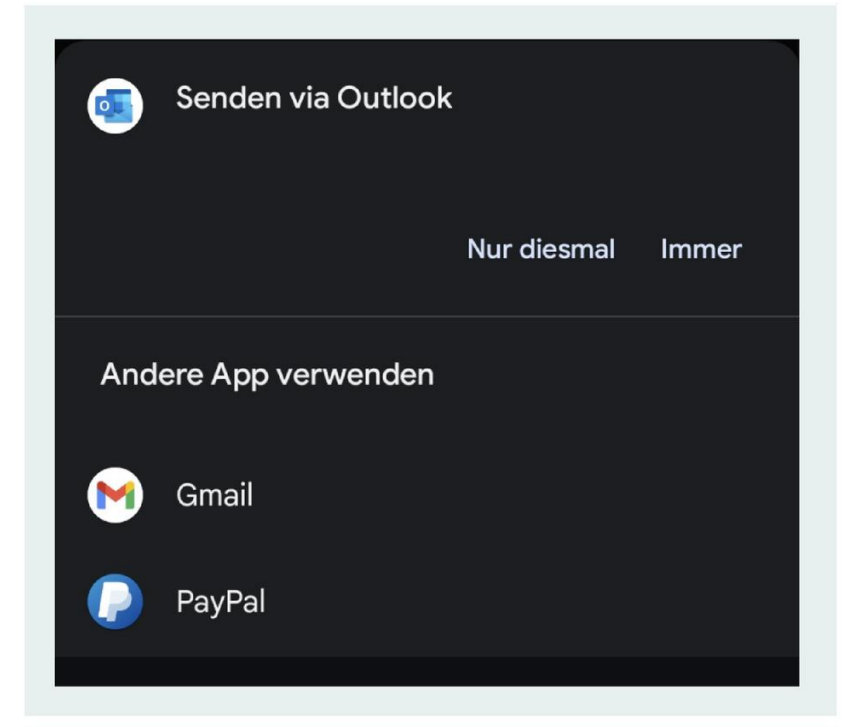 Senden via Outlook
Nur diesmal Immer
Andere App verwenden
Gmail
PayPal